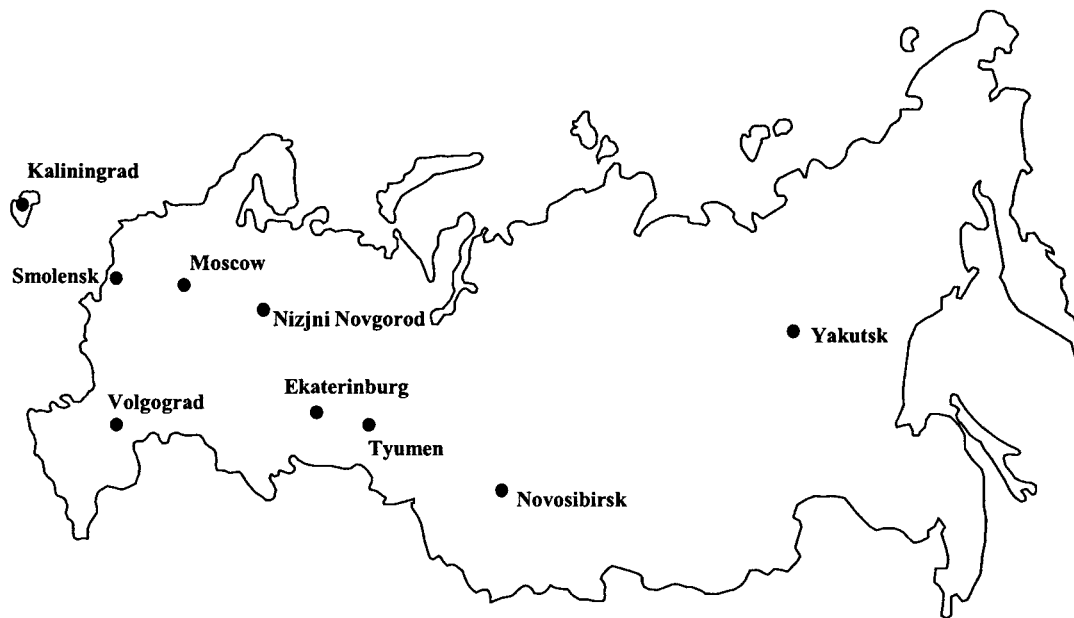 Kaliningrad
Smolensk
Moscow
Nizjni Novgorod
Yakutsk
Ekaterinburg
Volgograd
Tyumen
Novosibirsk